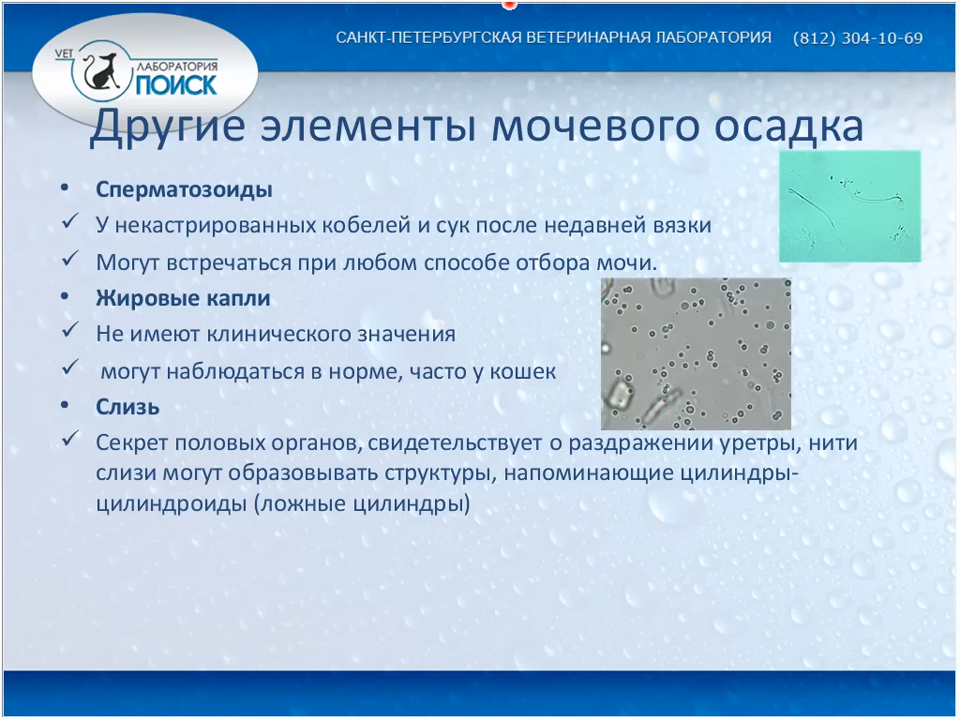 САНКТ-ПЕТЕРБУРГСКАЯ ВЕТЕРИНАРНАЯ ЛАБОРАТОРИЯ (812) 304-10-69
VET
ЛАБОРАТОРИЯ
ПОИСК
Другие элементы мочевого осадка
• Сперматозоиды
✓ У некастрированных кобелей и сук после недавней вязки
✓ Могут встречаться при любом способе отбора мочи.
• Жировые капли
✓ Не имеют клинического значения
✓ могут наблюдаться в норме, часто у кошек
• Слизь
✓ Секрет половых органов, свидетельствует о раздражении уретры, нити
слизи могут образовывать структуры, напоминающие цилиндры-
цилиндроиды (ложные цилиндры)